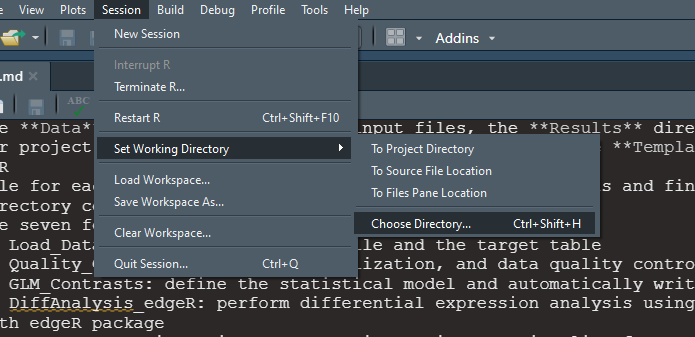 w Plots Session Build Debug Profile Tools Help
Addins
.md
ABC
New Session
Interrupt R
Terminate R...
Restart R Ctrl+Shift+F10
Set Working Directory
Load Workspace...
Save Workspace As...
Clear Workspace...
Quit Session... Ctrl+Q
To Project Directory
To Source File Location
To Files Pane Location
Choose Directory... Ctrl+Shift+H
e **Data* input files, the **Results** dire
r project **Templa
R
le for eac s and fin
rectory co
e seven fo
Load_Dat le and the target table
Quality_ lization, and data quality contro
GLM_Contrasts: define the statistical model and automatically writ
DiffAnalysis_edgeR: perform differential expression analysis using
th edgeR package